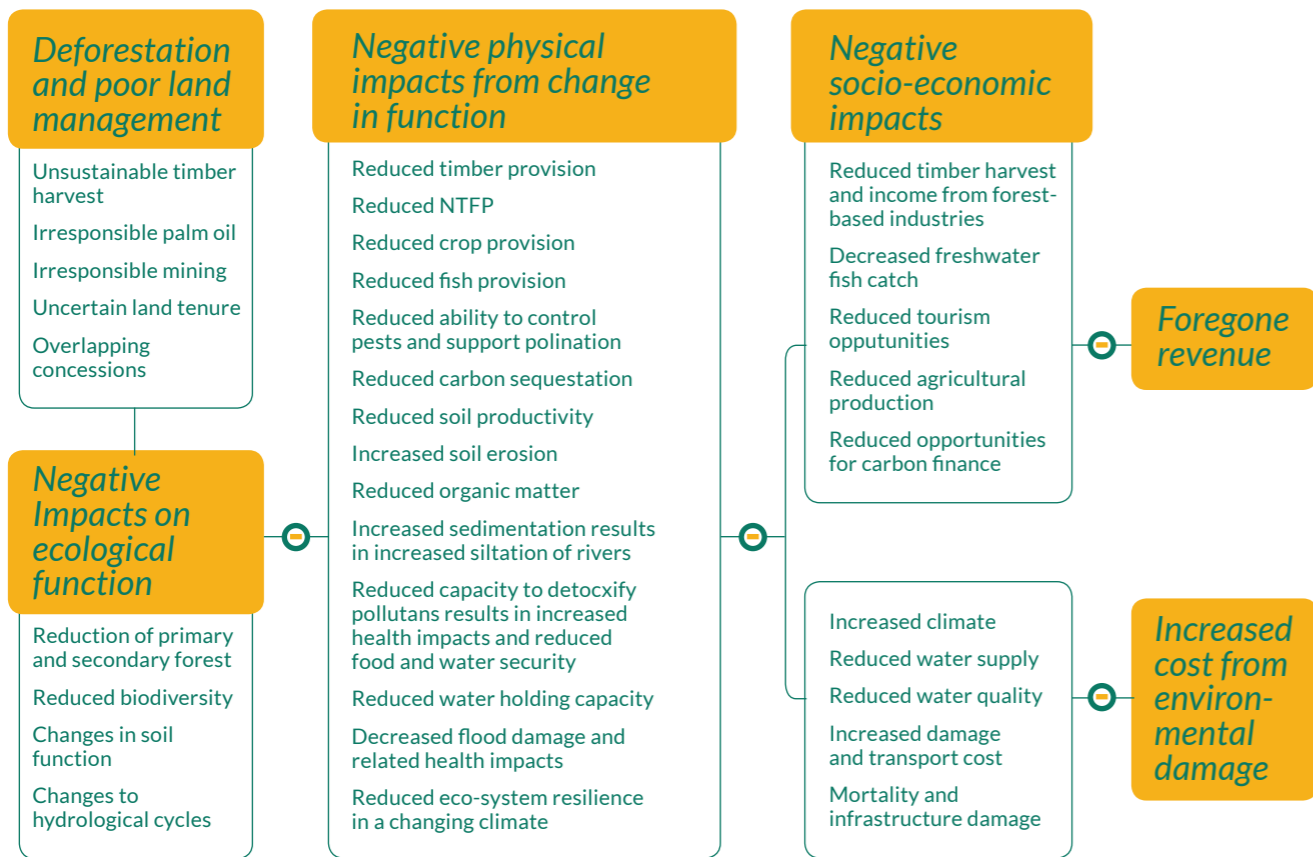 Deforestation
and poor land
management
Unsustainable timber
harvest
Irresponsible palm oil
Irresponsible mining
Uncertain land tenure
Overlapping
concessions
Negative
Impacts on
ecological
function
Reduction of primary
and secondary forest
Reduced biodiversity
Changes in soil
function
Changes to
hydrological cycles
Negative physical
impacts from change
in function
Reduced timber provision
Reduced NTFP
Reduced crop provision
Reduced fish provision
Reduced ability to control
pests and support polination
Reduced carbon sequestation
Reduced soil productivity
Increased soil erosion
Reduced organic matter
Increased sedimentation results
in increased siltation of rivers
Reduced capacity to detocxify
pollutans results in increased
health impacts and reduced
food and water security
Reduced water holding capacity
Decreased flood damage and
related health impacts
Reduced eco-system resilience
in a changing climate
Negative
socio-economic
impacts
Reduced timber harvest
and income from forest-
based industries
Decreased freshwater
fish catch
Reduced tourism
opputunities
Reduced agricultural
production
Reduced opportunities
for carbon finance
Foregone
revenue
Increased climate
Reduced water supply
Reduced water quality
Increased damage
and transport cost
Mortality and
infrastructure damage
Increased
cost from
environ-
mental
damage